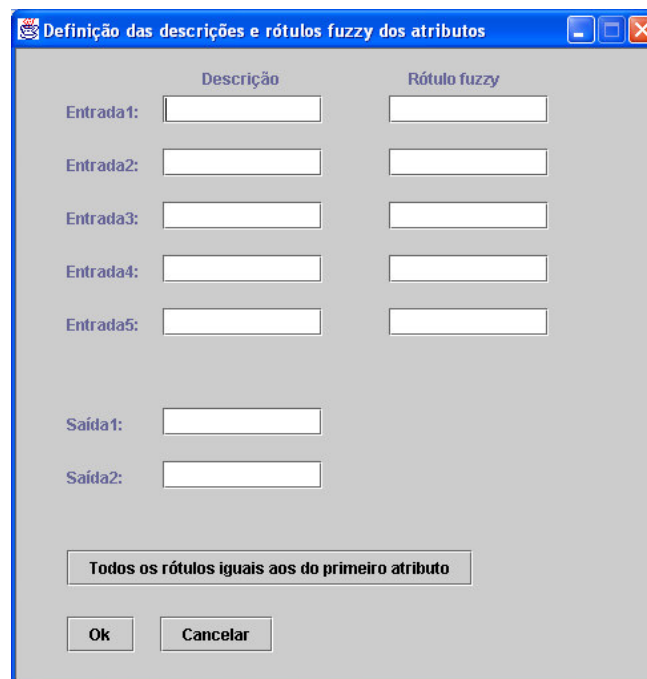 Definição das descrições e rótulos fuzzy dos atributos
Descrição Rótulo fuzzy
Entrada1:
Entrada2:
Entrada3:
Entrada4:
Entrada5:
Saída1:
Saída2:
Todos os rótulos iguais aos do primeiro atributo
Ok Cancelar